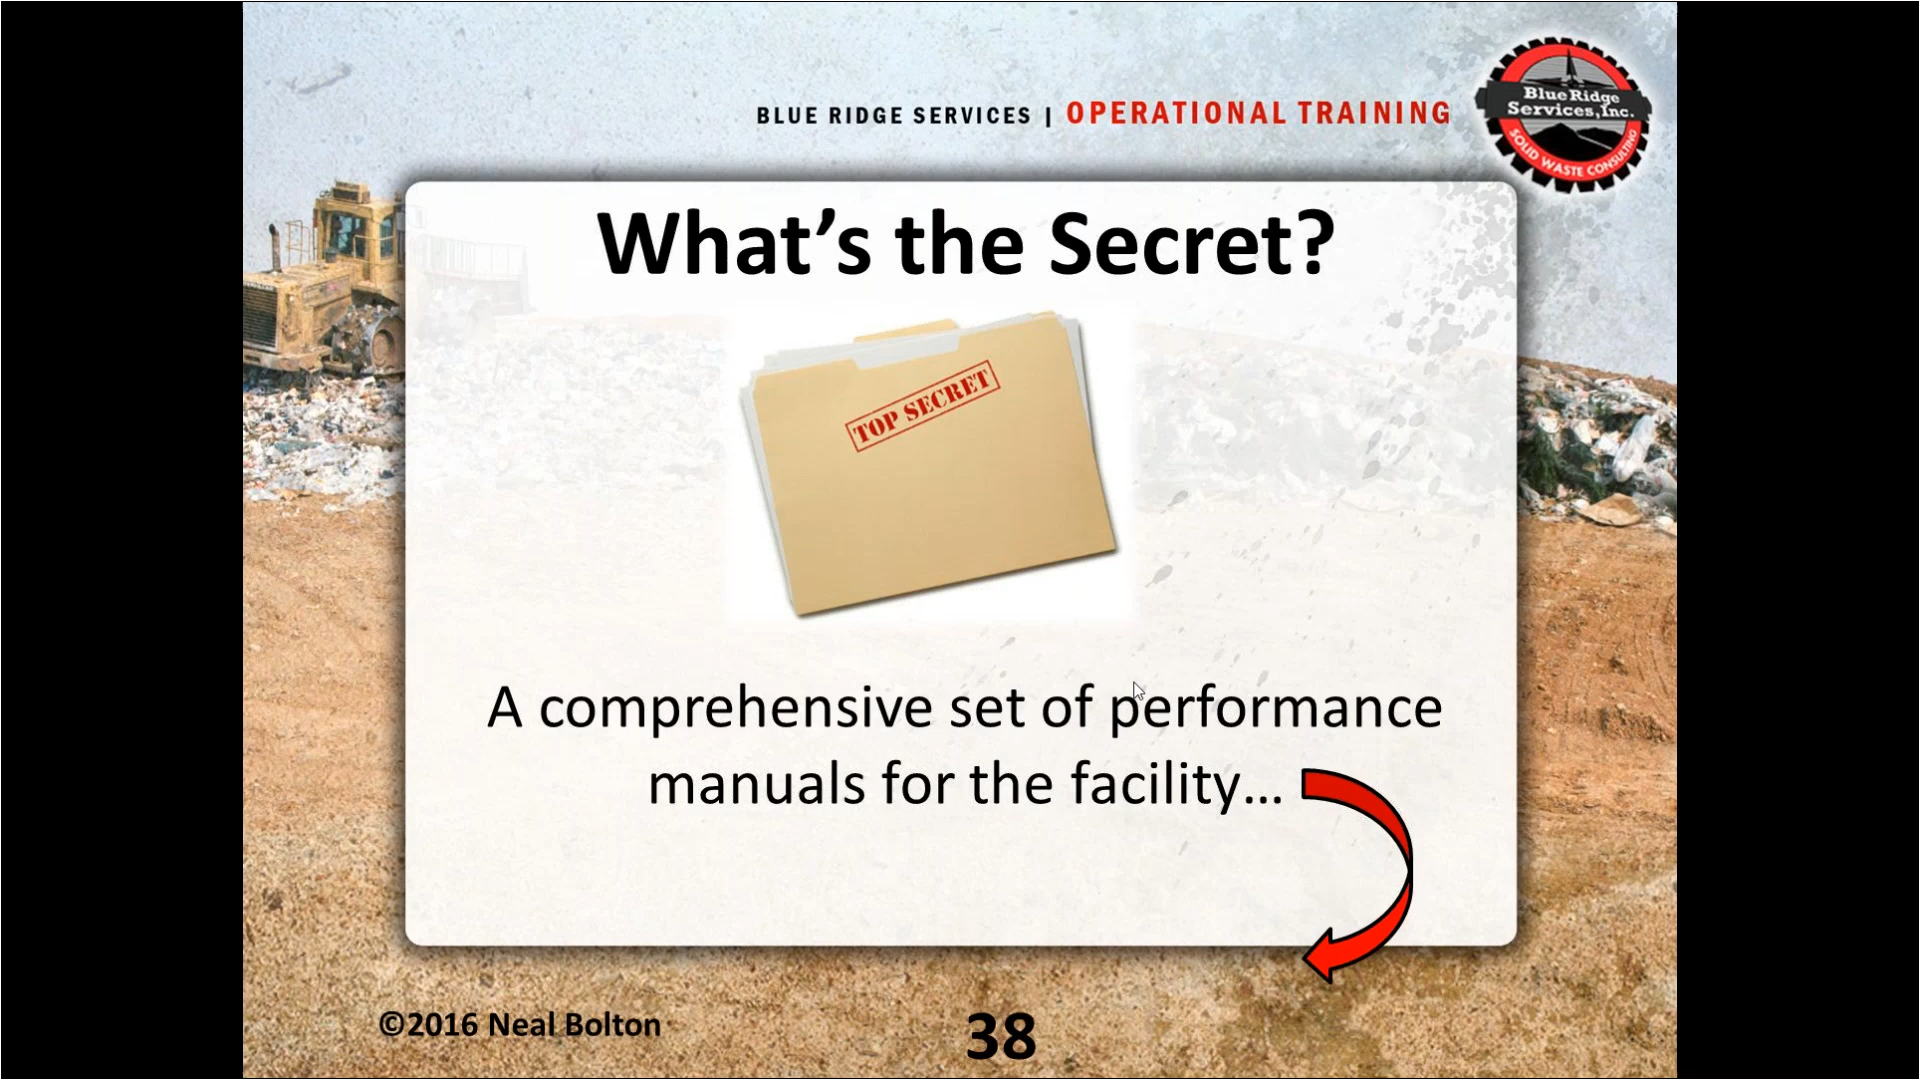 BLUE RIDGE SERVICES | OPERATIONAL TRAINING
Blue Ridge
Services, Inc.
SOLID WASTE CONSULTING
What's the Secret?
TOP SECRET
A comprehensive set of performance
manuals for the facility...
©2016 Neal Bolton
38